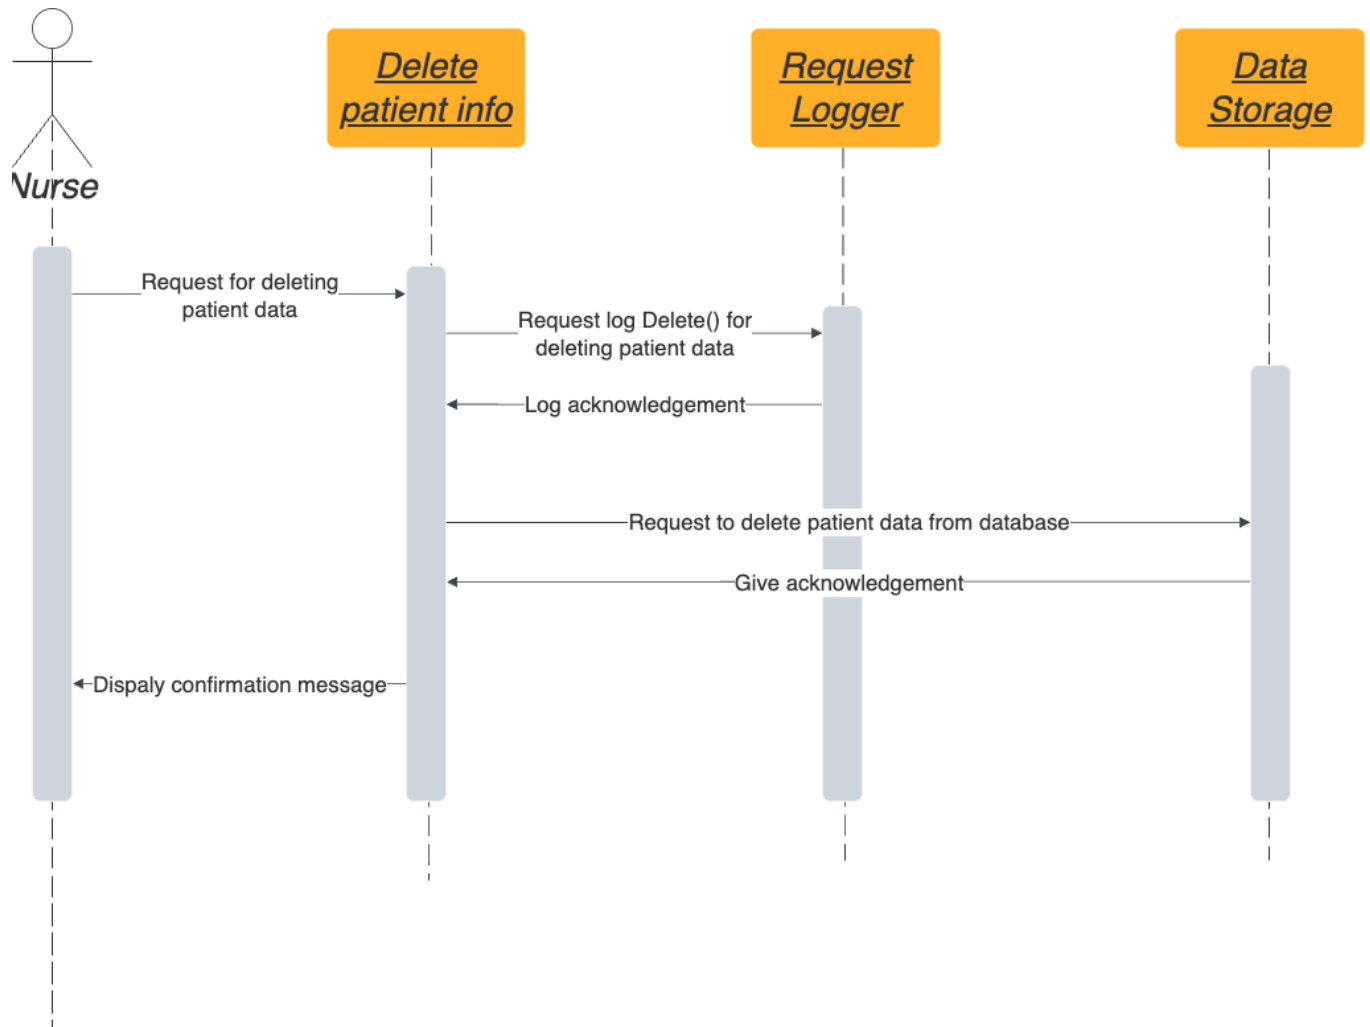 Delete
patient info
Request
Logger
Data
Storage
Nurse
Request for deleting
patient data
Request log Delete() for
deleting patient data
Log acknowledgement
Request to delete patient data from database
Give acknowledgement
Dispaly confirmation message